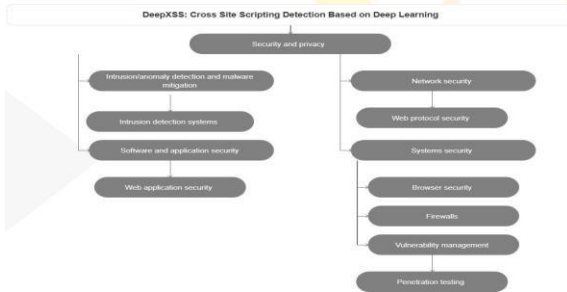 DeepXSS: Cross Site Scripting Detection Based on Deep Learning
Security and privacy
Intrusion/anomaly detection and malware
mitigation
Intrusion detection systems
Software and application security
Web application security
Network security
Web protocol security
Systems security
Browser security
Firewalls
Vulnerability management
Penetration testing